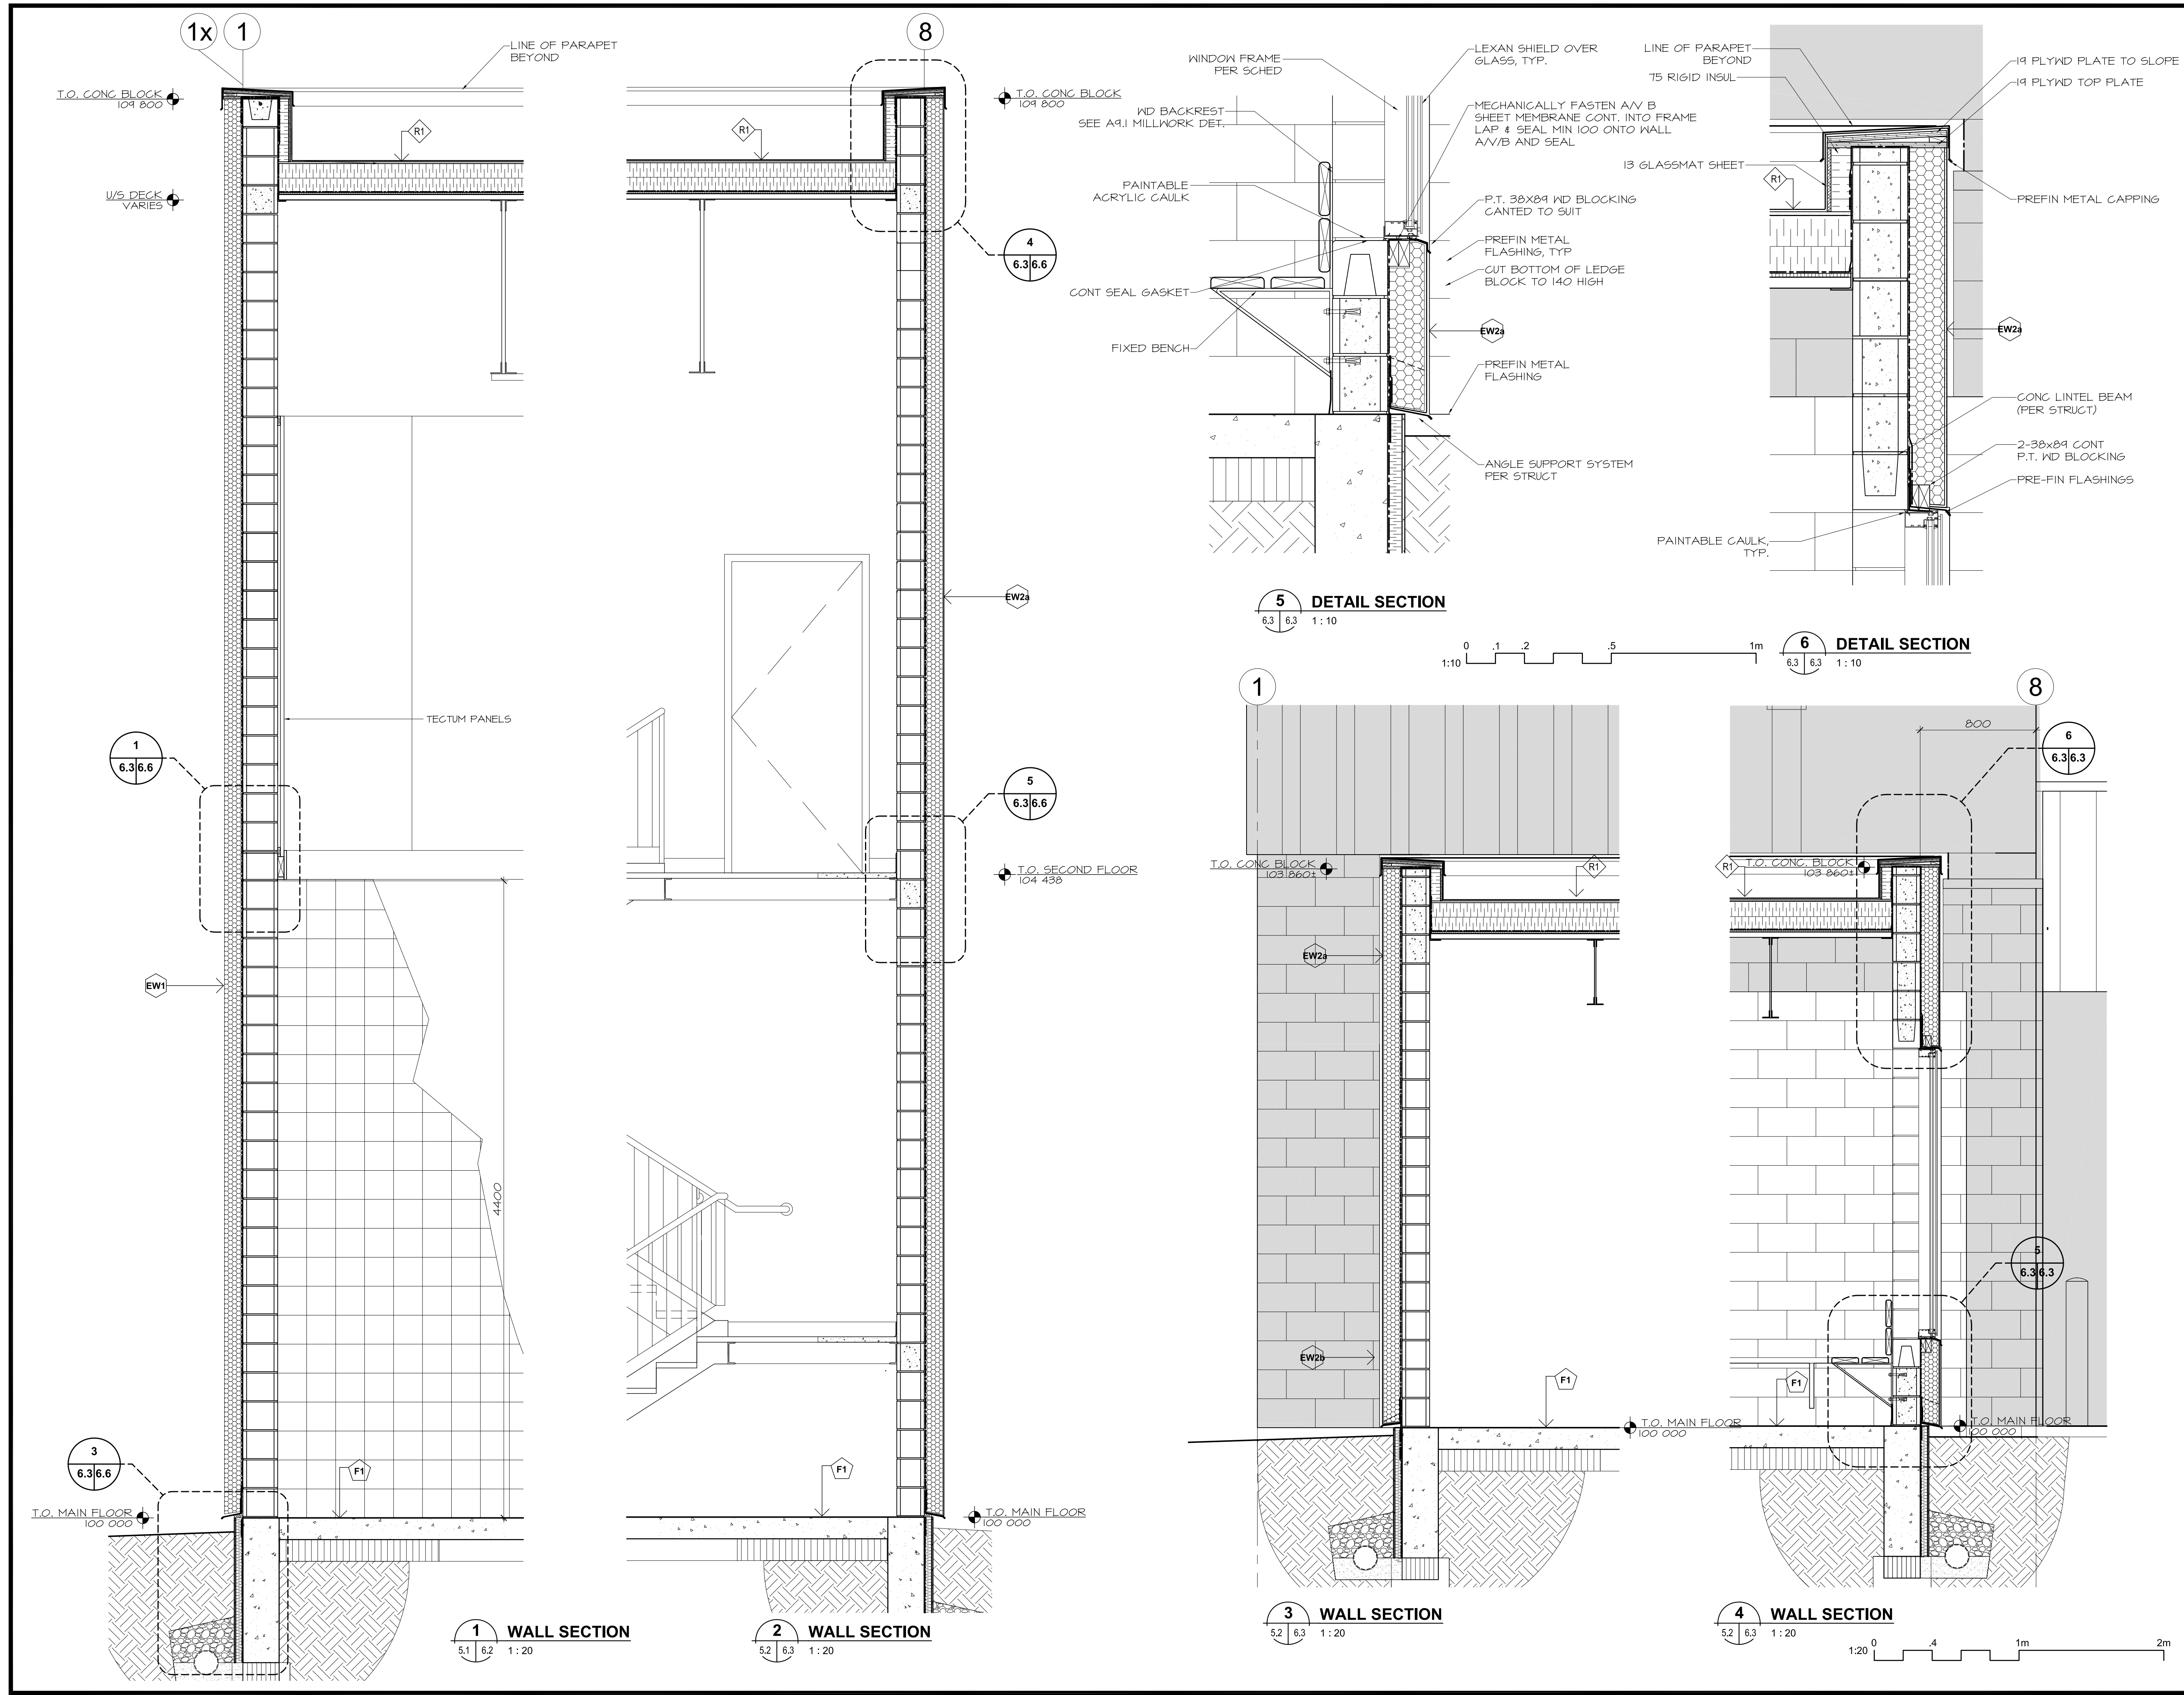 1x
1
8
LINE OF PARAPET
BEYOND
T.O. CONC BLOCK
109 800
R1
U/S DECK
VARIES
R1
T.O. CONC BLOCK
109 800
4
6.3 6.6
EW2a
TECTUM PANELS
1
6.3 6.6
5
6.3 6.6
T.O. SECOND FLOOR
104 438
EW1
4400
3
6.3 6.6
F1
F1
T.O. MAIN FLOOR
100 000
T.O. MAIN FLOOR
100 000
1
WALL SECTION
5.1 6.2
1 : 20
2
WALL SECTION
5.2 6.3
1 : 20
WINDOW FRAME
PER SCHED
LEXAN SHIELD OVER
GLASS, TYP.
WD BACKREST
SEE A9.1 MILLWORK DET.
MECHANICALLY FASTEN A/V B
SHEET MEMBRANE CONT. INTO FRAME
LAP & SEAL MIN 100 ONTO WALL
A/V/B AND SEAL
PAINTABLE
ACRYLIC CAULK
P.T. 38X89 WD BLOCKING
CANTED TO SUIT
PREFIN METAL
FLASHING, TYP
CUT BOTTOM OF LEDGE
BLOCK TO 140 HIGH
CONT SEAL GASKET
EW2a
FIXED BENCH
PREFIN METAL
FLASHING
ANGLE SUPPORT SYSTEM
PER STRUCT
5
DETAIL SECTION
6.3 6.3
1 : 10
LINE OF PARAPET
BEYOND
75 RIGID INSUL
19 PLYWD PLATE TO SLOPE
19 PLYWD TOP PLATE
13 GLASSMAT SHEET
R1
PREFIN METAL CAPPING
EW2a
CONC LINTEL BEAM
(PER STRUCT)
2-38x89 CONT
P.T. WD BLOCKING
PRE-FIN FLASHINGS
PAINTABLE CAULK,
TYP.
1:10
0 .1 .2 .5 1m
6
DETAIL SECTION
6.3 6.3
1 : 10
1
8
800
6
6.3 6.3
T.O. CONC BLOCK
103 860±
R1
R1
T.O. CONC. BLOCK
103 860±
EW2a
EW2b
F1
T.O. MAIN FLOOR
100 000
F1
5
6.3 6.3
T.O. MAIN FLOOR
100 000
3
WALL SECTION
5.2 6.3
1 : 20
4
WALL SECTION
5.2 6.3
1 : 20
1:20
0 .4 1m 2m